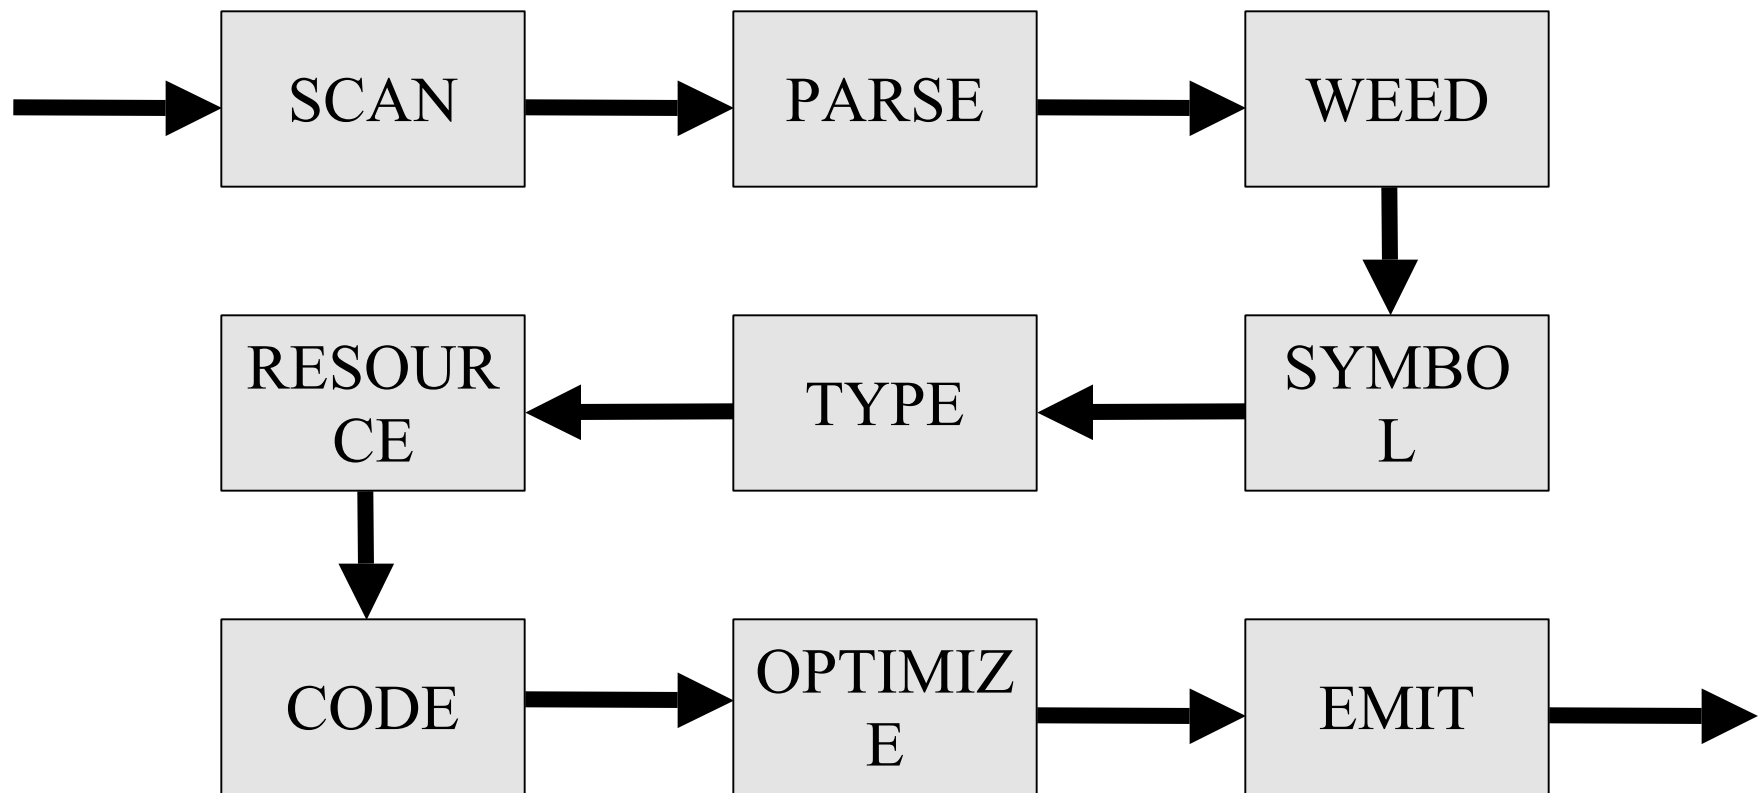 SCAN
PARSE
WEED
RESOUR
CE
TYPE
SYMBO
L
CODE
OPTIMIZ
E
EMIT